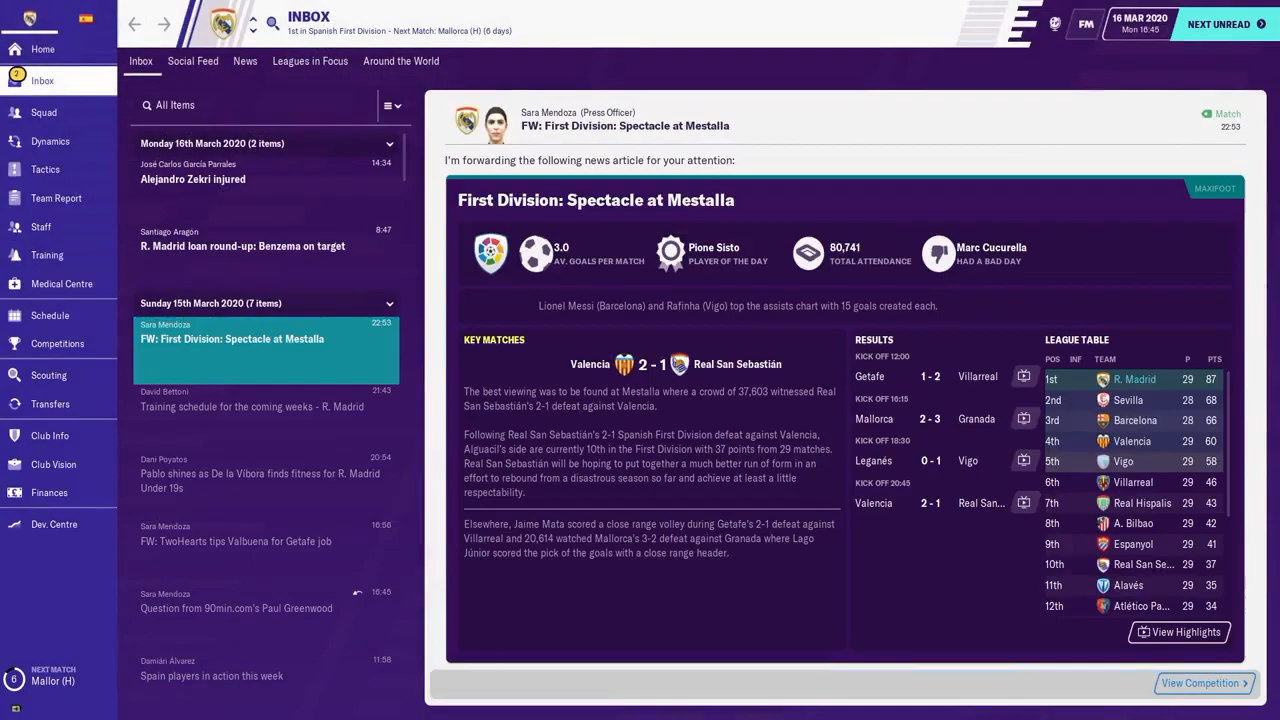 INBOX
1st in Spanish First Division - Next Match: Mallorca (H) (6 days)
FM
16 MAR 2020
Mon 16:45
NEXT UNREAD
Home
2
Inbox
Squad
Dynamics
Tactics
Team Report
Staff
Training
Medical Centre
Schedule
Competitions
Scouting
Transfers
Club Info
Club Vision
Finances
Dev. Centre
6
NEXT MATCH
Mallor (H)
Inbox Social Feed News Leagues in Focus Around the World
All Items
Monday 16th March 2020 (2 items)
José Carlos García Parrales 14:34
Alejandro Zekri injured
Santiago Aragón 8:47
R. Madrid loan round-up: Benzema on target
Sunday 15th March 2020 (7 items)
Sara Mendoza 22:53
FW: First Division: Spectacle at Mestalla
David Bettoni 21:43
Training schedule for the coming weeks - R. Madrid
Dani Poyatos 20:54
Pablo shines as De la Víbora finds fitness for R. Madrid
Under 19s
Sara Mendoza 16:56
FW: TwoHearts tips Valbuena for Getafe job
Sara Mendoza 16:45
Question from 90min.com's Paul Greenwood
Damián Álvarez 11:58
Spain players in action this week
Sara Mendoza (Press Officer)
FW: First Division: Spectacle at Mestalla
Match
22:53
I'm forwarding the following news article for your attention:
MAXIFOOT
First Division: Spectacle at Mestalla
3.0
AV. GOALS PER MATCH
Pione Sisto
PLAYER OF THE DAY
80,741
TOTAL ATTENDANCE
Marc Cucurella
HAD A BAD DAY
Lionel Messi (Barcelona) and Rafinha (Vigo) top the assists chart with 15 goals created each.
KEY MATCHES
Valencia 2 - 1 Real San Sebastián
The best viewing was to be found at Mestalla where a crowd of 37,603 witnessed Real
San Sebastián's 2-1 defeat against Valencia.
Following Real San Sebastián's 2-1 Spanish First Division defeat against Valencia,
Alguacil's side are currently 10th in the First Division with 37 points from 29 matches.
Real San Sebastián will be hoping to put together a much better run of form in an
effort to rebound from a disastrous season so far and achieve at least a little
respectability.
Elsewhere, Jaime Mata scored a close range volley during Getafe's 2-1 defeat against
Villarreal and 20,614 watched Mallorca's 3-2 defeat against Granada where Lago
Júnior scored the pick of the goals with a close range header.
RESULTS
KICK OFF 12:00
Getafe 1 - 2 Villarreal
KICK OFF 16:15
Mallorca 2 - 3 Granada
KICK OFF 18:30
Leganés 0 - 1 Vigo
KICK OFF 20:45
Valencia 2 - 1 Real San...
LEAGUE TABLE
POS INF TEAM P PTS
1st R. Madrid 29 87
2nd Sevilla 28 68
3rd Barcelona 28 66
4th Valencia 29 60
5th Vigo 29 58
6th Villarreal 29 46
7th Real Hispalis 29 43
8th A. Bilbao 29 42
9th Espanyol 29 41
10th Real San Se... 29 37
11th Alavés 29 35
12th Atlético Pa... 29 34
View Highlights
View Competition